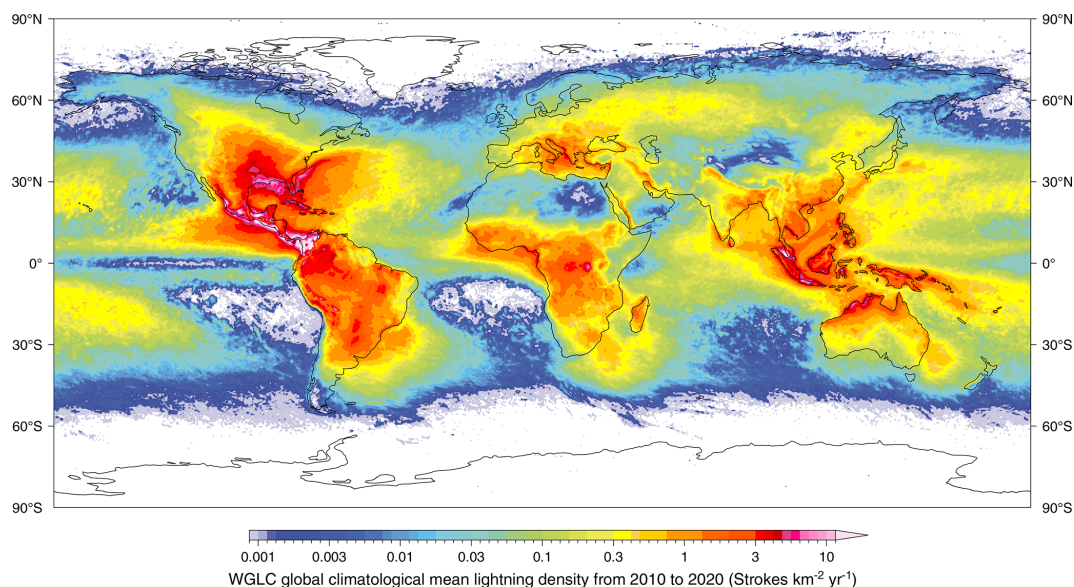 90°N 90°N
60°N 60°N
30°N 30°N
0° 0°
30°S 30°S
60°S 60°S
90°S 90°S
0.001 0.003 0.01 0.03 0.1 0.3 1 3 10
WGLC global climatological mean lightning density from 2010 to 2020 (Strokes km⁻² yr⁻¹)